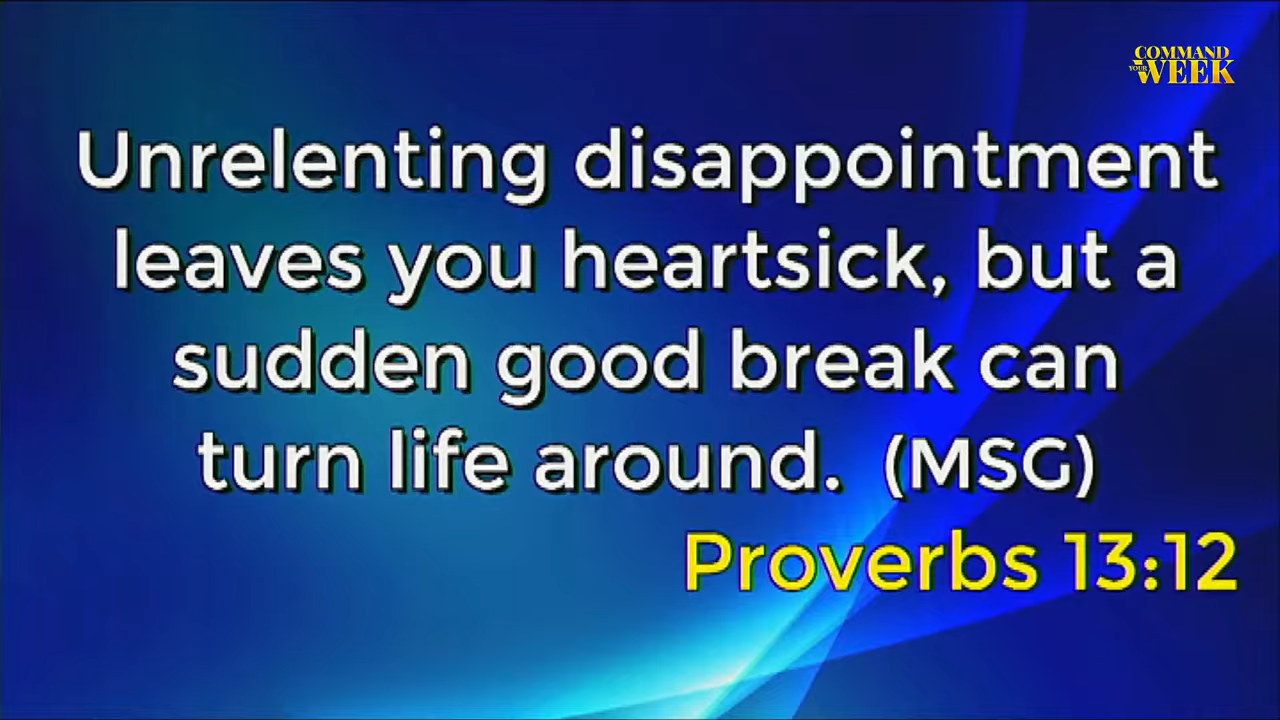 COMMAND
YOUR WEEK
Unrelenting disappointment
leaves you heartsick, but a
sudden good break can
turn life around. (MSG)
Proverbs 13:12